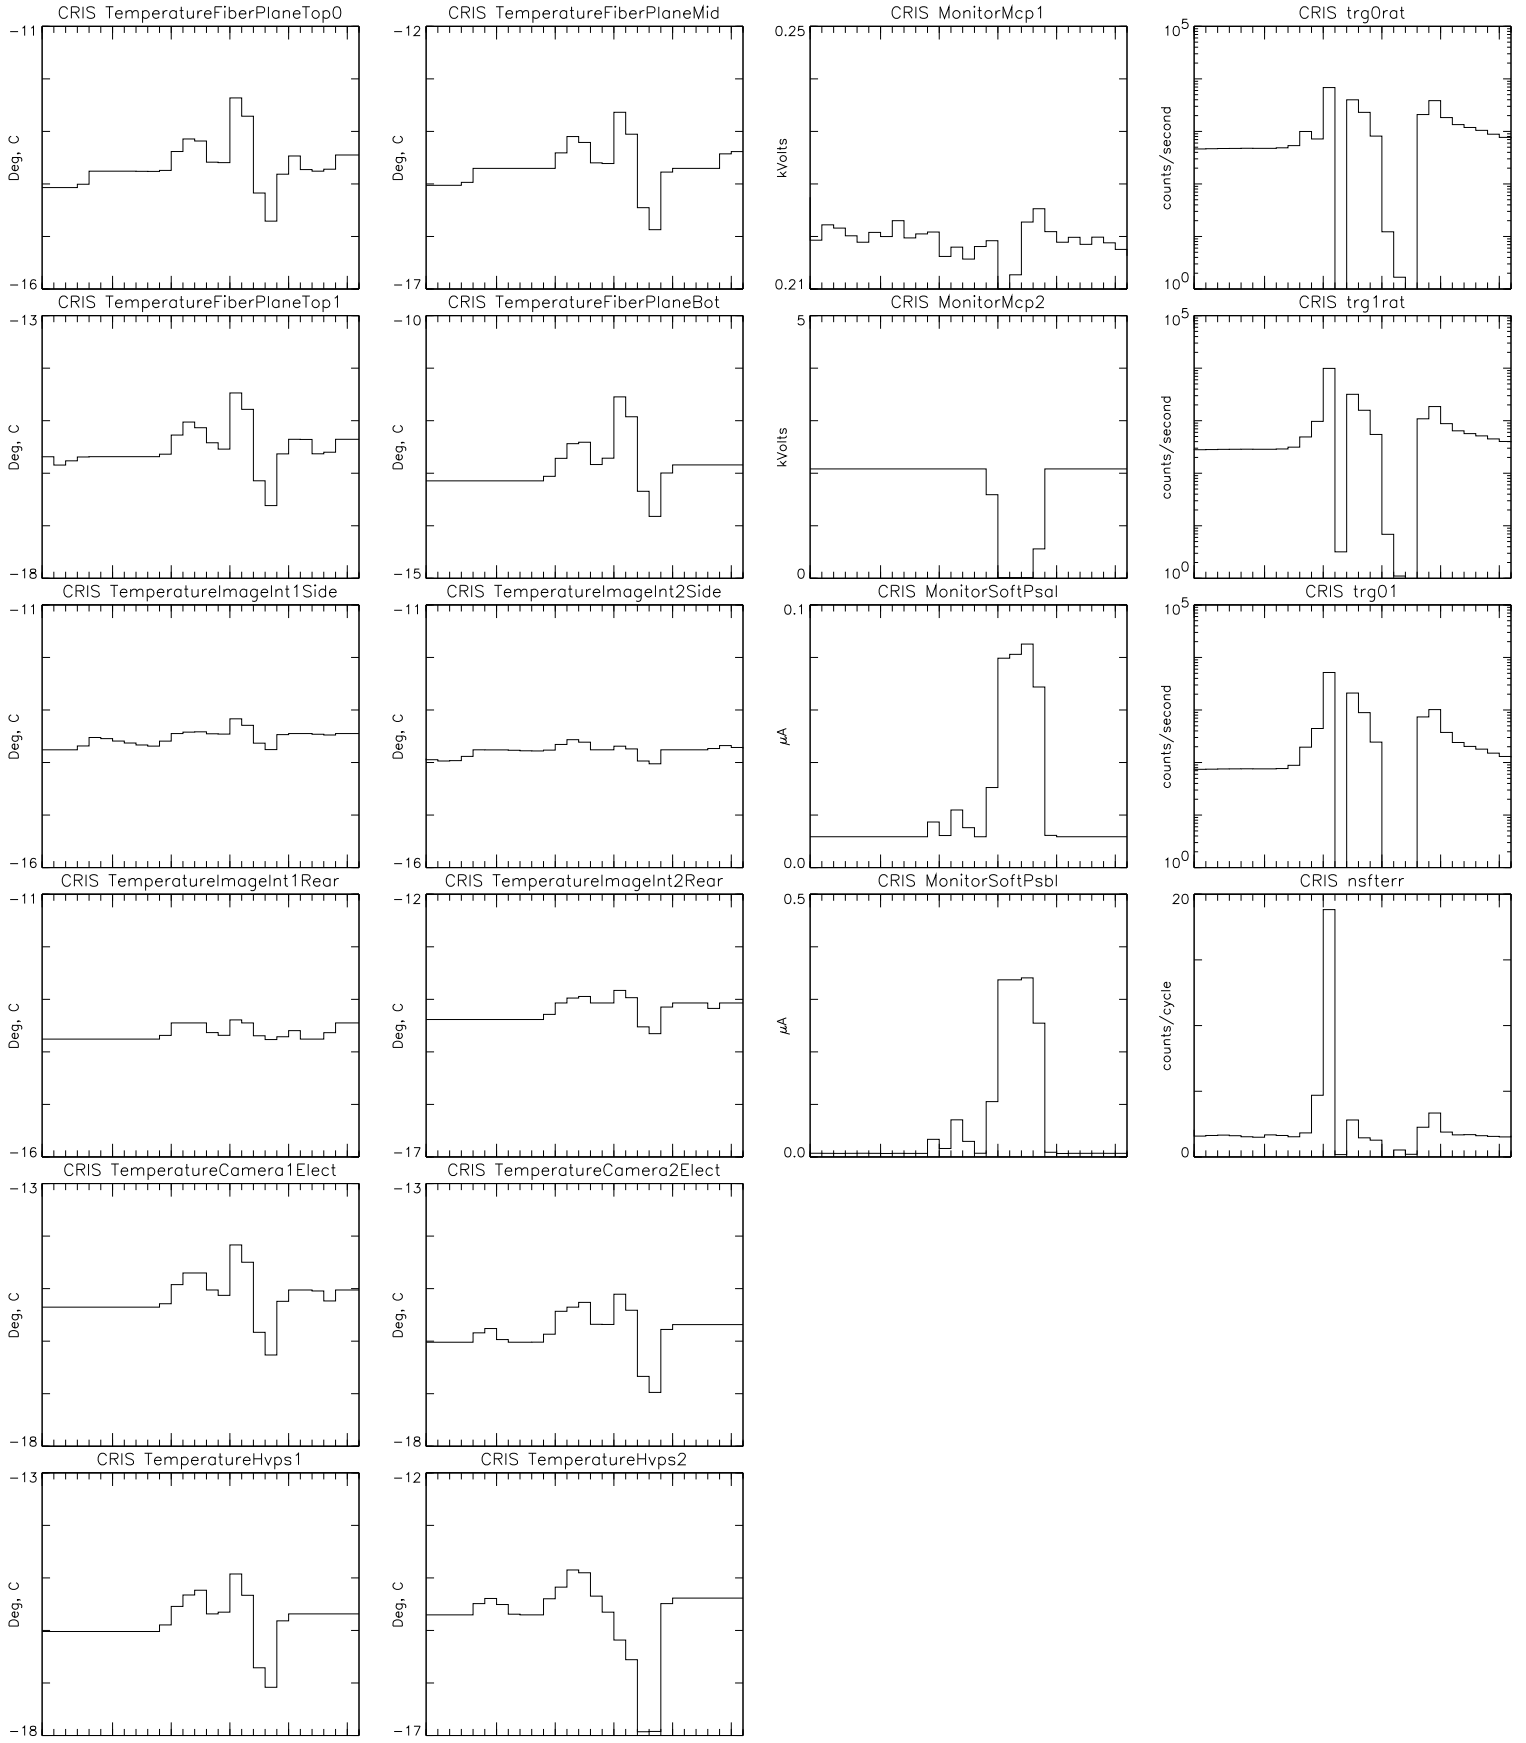 CRIS TemperatureFiberPlaneTop0
-11
Deg, C
-16
CRIS TemperatureFiberPlaneMid
-12
Deg, C
-17
CRIS MonitorMcp1
0.25
kVolts
0.21
CRIS trg0rat
10^5
counts/second
10^0
CRIS TemperatureFiberPlaneTop1
-13
Deg, C
-18
CRIS TemperatureFiberPlaneBot
-10
Deg, C
-15
CRIS MonitorMcp2
5
kVolts
0
CRIS trg1rat
10^5
counts/second
10^0
CRIS TemperatureImageInt1Side
-11
Deg, C
-16
CRIS TemperatureImageInt2Side
-11
Deg, C
-16
CRIS MonitorSoftPsaI
0.1
μA
0.0
CRIS trg01
10^5
counts/second
10^0
CRIS TemperatureImageInt1Rear
-11
Deg, C
-16
CRIS TemperatureImageInt2Rear
-12
Deg, C
-17
CRIS MonitorSoftPsbI
0.5
μA
0.0
CRIS nsfterr
20
counts/cycle
0
CRIS TemperatureCamera1Elect
-13
Deg, C
-18
CRIS TemperatureCamera2Elect
-13
Deg, C
-18
CRIS TemperatureHvps1
-13
Deg, C
-18
CRIS TemperatureHvps2
-12
Deg, C
-17